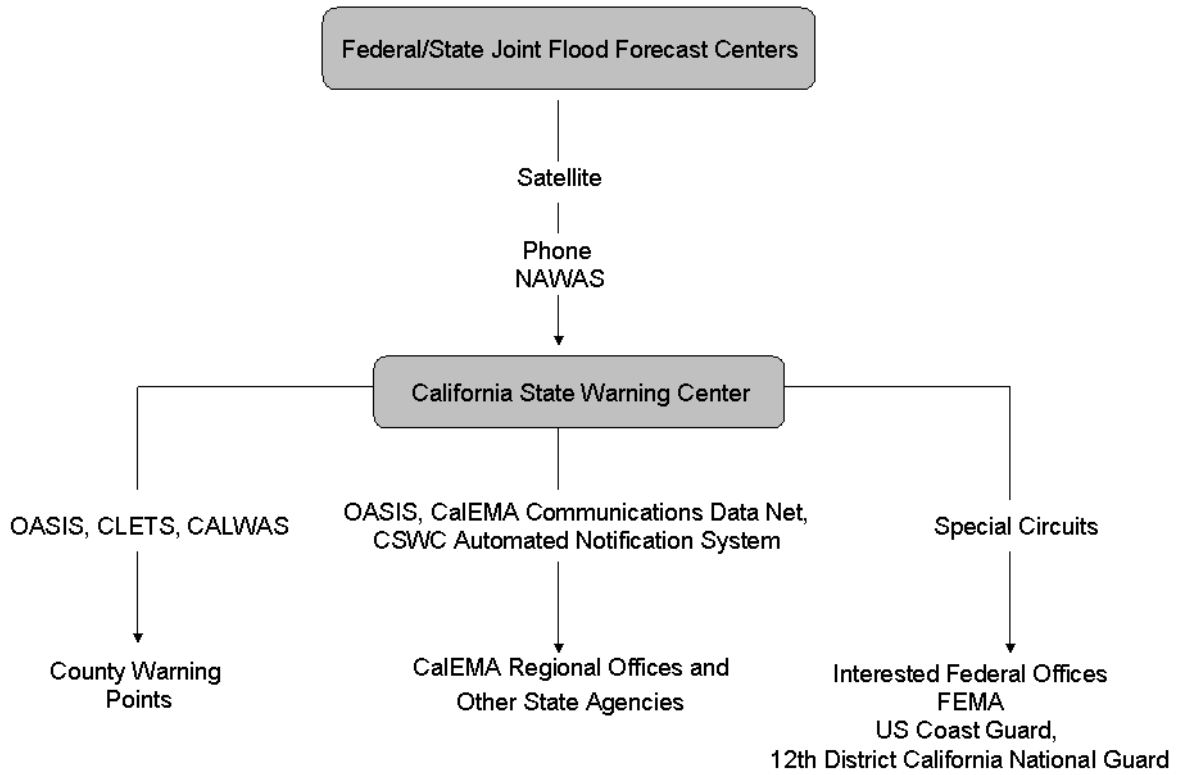 Federal/State Joint Flood Forecast Centers
Satellite
Phone
NAWAS
California State Warning Center
OASIS, CLETS, CALWAS
OASIS, CalEMA Communications Data Net,
CSWC Automated Notification System
Special Circuits
County Warning
Points
CalEMA Regional Offices and
Other State Agencies
Interested Federal Offices
FEMA
US Coast Guard,
12th District California National Guard